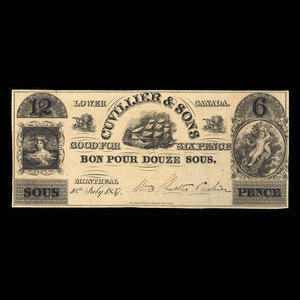 12 LOWER CANADA. 6
CUVILLIER & SONS
GOOD FOR SIX PENCE
BON POUR DOUZE SOUS.
MONTREAL
10th July 1837.
Cashier
SOUS PENCE